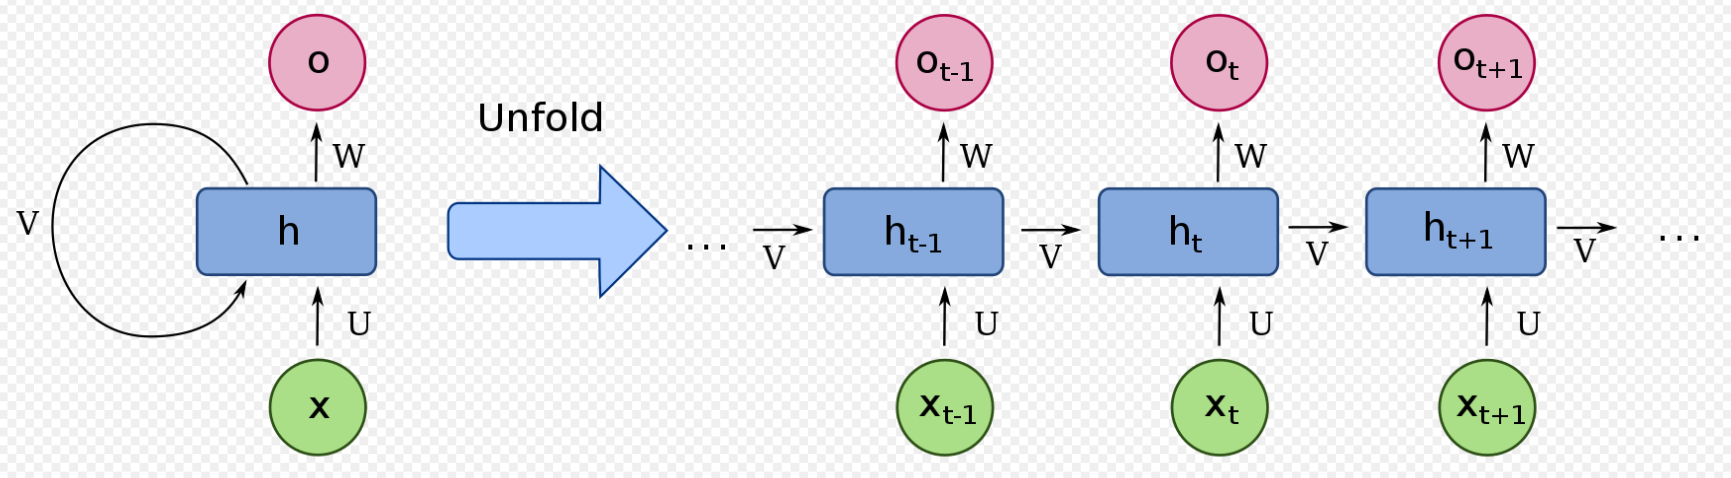 o
Unfold
W
V
h
U
x
o_{t-1} o_t o_{t+1}
W W W
... V h_{t-1} V h_t V h_{t+1} V ...
U U U
x_{t-1} x_t x_{t+1}